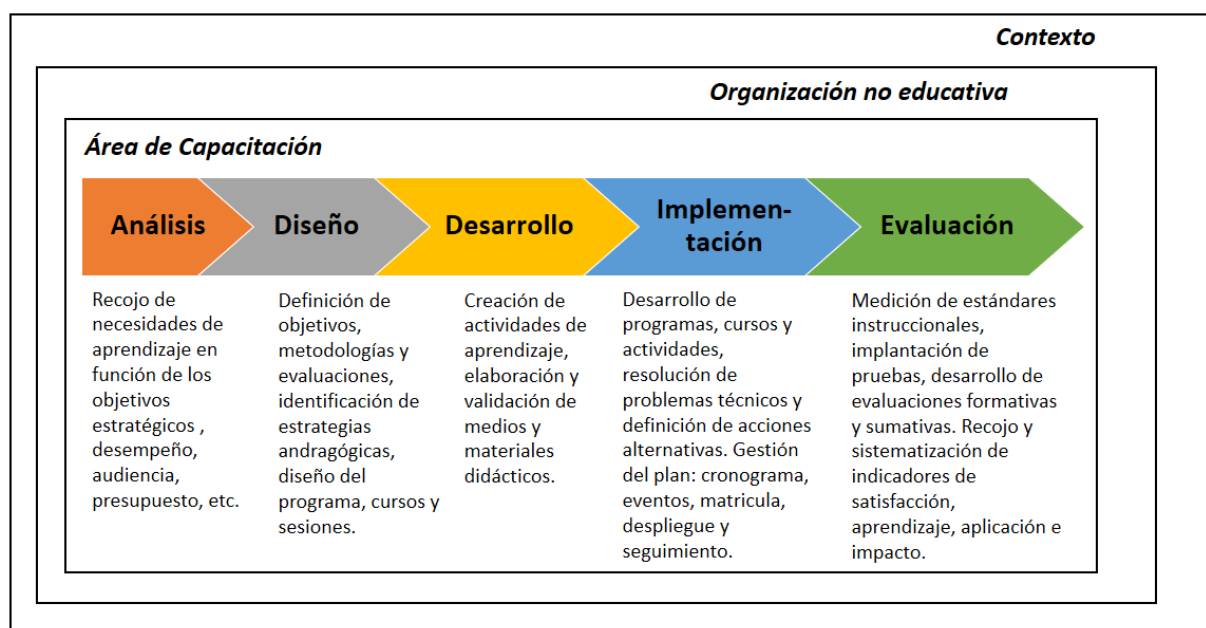 Contexto
Organización no educativa
Área de Capacitación
Análisis
Diseño
Desarrollo
Implemen-
tación
Evaluación
Recojo de
necesidades de
aprendizaje en
función de los
objetivos
estratégicos ,
desempeño,
audiencia,
presupuesto, etc.
Definición de
objetivos,
metodologías y
evaluaciones,
identificación de
estrategias
andragógicas,
diseño del
programa, cursos y
sesiones.
Creación de
actividades de
aprendizaje,
elaboración y
validación de
medios y
materiales
didácticos.
Desarrollo de
programas, cursos y
actividades,
resolución de
problemas técnicos y
definición de acciones
alternativas. Gestión
del plan: cronograma,
eventos, matricula,
despliegue y
seguimiento.
Medición de estándares
instruccionales,
implantación de
pruebas, desarrollo de
evaluaciones formativas
y sumativas. Recojo y
sistematización de
indicadores de
satisfacción,
aprendizaje, aplicación e
impacto.